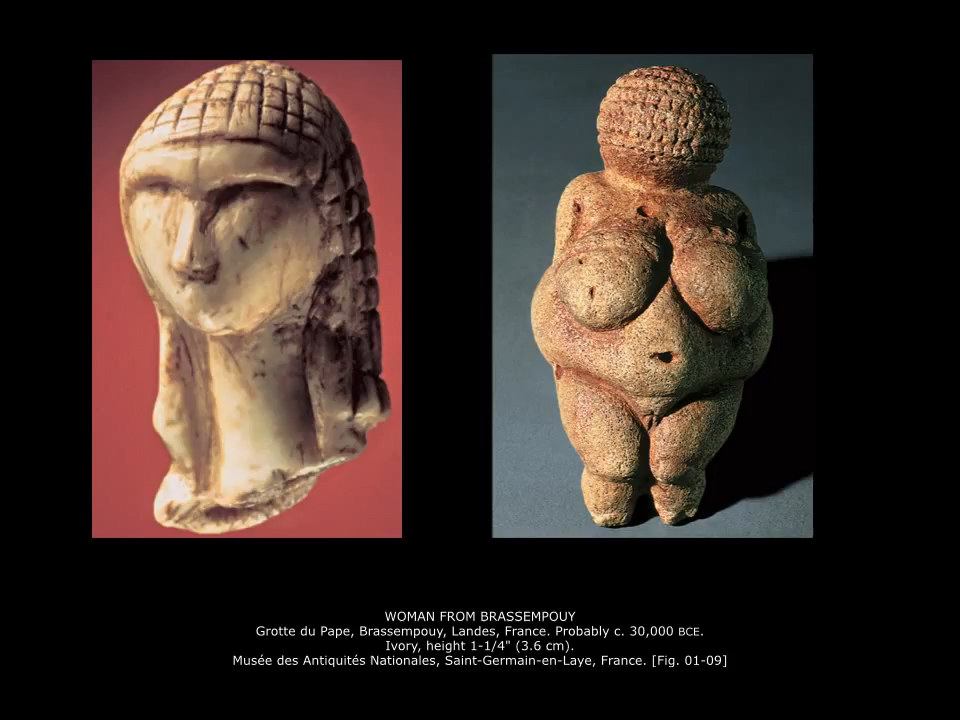 WOMAN FROM BRASSEMPOUY
Grotte du Pape, Brassempouy, Landes, France. Probably c. 30,000 BCE.
Ivory, height 1-1/4" (3.6 cm).
Musée des Antiquités Nationales, Saint-Germain-en-Laye, France. [Fig. 01-09]